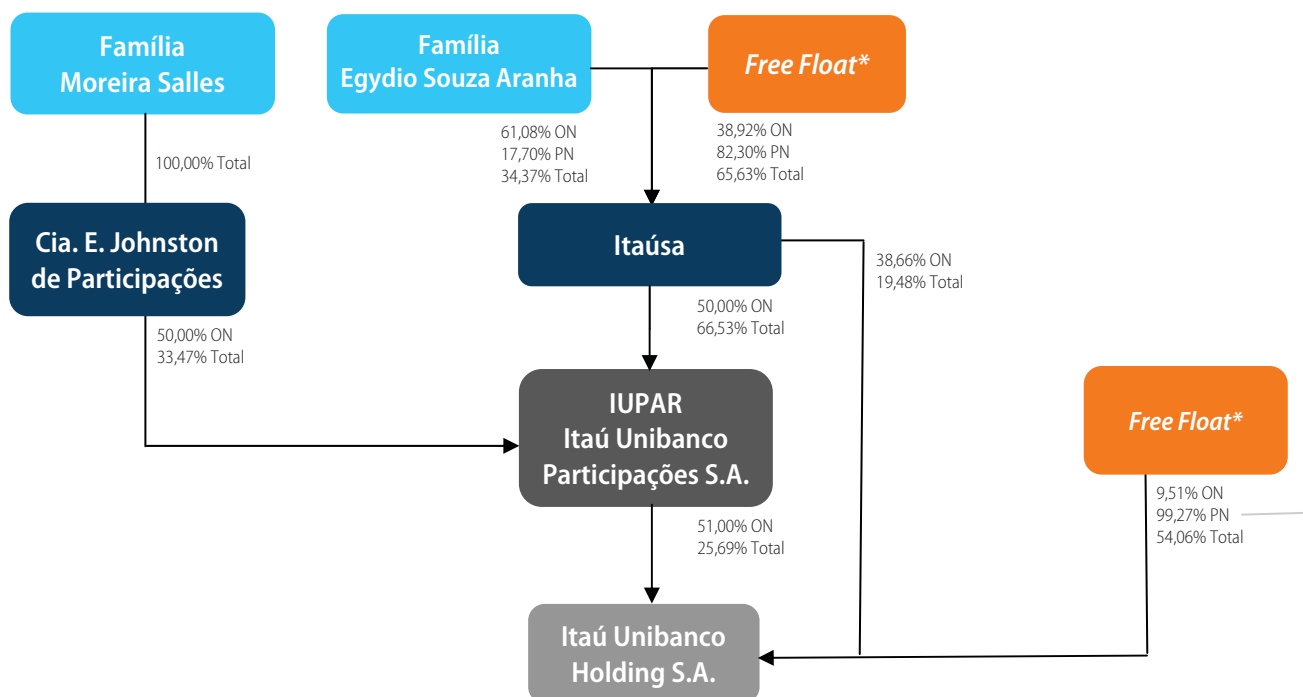 Família
Moreira Salles
Família
Egydio Souza Aranha
Free Float*
61,08% ON
17,70% PN
34,37% Total
38,92% ON
82,30% PN
65,63% Total
100,00% Total
Cia. E. Johnston
de Participações
Itaúsa
38,66% ON
19,48% Total
50,00% ON
66,53% Total
50,00% ON
33,47% Total
IUPAR
Itaú Unibanco
Participações S.A.
Free Float*
9,51% ON
99,27% PN
54,06% Total
51,00% ON
25,69% Total
Itaú Unibanco
Holding S.A.